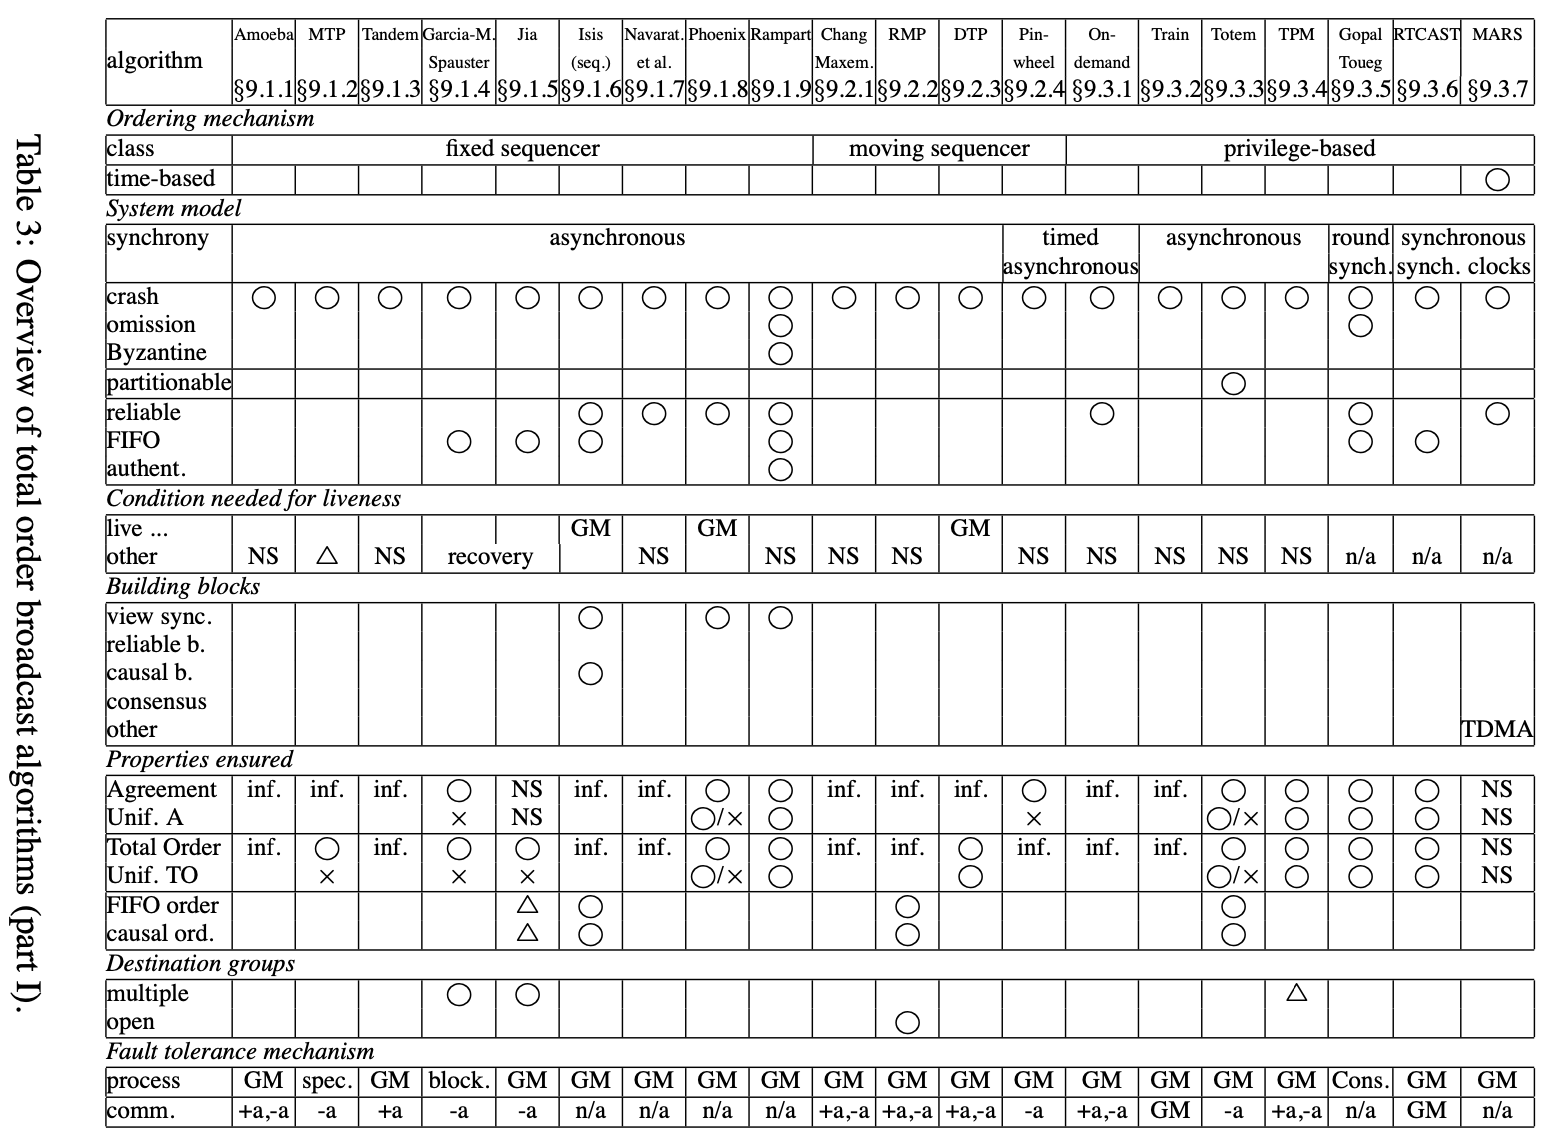 Table 3: Overview of total order broadcast algorithms (part I).
algorithm Amoeba §9.1.1 MTP §9.1.2 Tandem §9.1.3 Garcia-M. Spauster §9.1.4 Jia §9.1.5 Isis (seq.) §9.1.6 Navarat. et al. §9.1.7 Phoenix §9.1.8 Rampart §9.1.9 Chang Maxem. §9.2.1 RMP §9.2.2 DTP §9.2.3 Pin-wheel §9.2.4 On-demand §9.3.1 Train §9.3.2 Totem §9.3.3 TPM §9.3.4 Gopal Toueg §9.3.5 RTCAST §9.3.6 MARS §9.3.7
Ordering mechanism
class fixed sequencer moving sequencer privilege-based
time-based ○
System model
synchrony asynchronous timed asynchronous asynchronous round synch. synchronous synch. clocks
crash ○ ○ ○ ○ ○ ○ ○ ○ ○ ○ ○ ○ ○ ○ ○ ○ ○ ○ ○ ○
omission ○ ○
Byzantine ○
partitionable ○
reliable ○ ○ ○ ○ ○ ○ ○
FIFO ○ ○ ○ ○ ○ ○
authent. ○
Condition needed for liveness
live ... GM GM GM
other NS △ NS recovery NS NS NS NS NS NS NS NS NS n/a n/a n/a
Building blocks
view sync. ○ ○ ○
reliable b.
causal b. ○
consensus
other TDMA
Properties ensured
Agreement inf. inf. inf. ○ NS inf. inf. ○ ○ inf. inf. inf. ○ inf. inf. ○ ○ ○ ○ NS
Unif. A × NS ○/× ○ × ○/× ○ ○ ○ NS
Total Order inf. ○ inf. ○ ○ inf. inf. ○ ○ inf. inf. ○ inf. inf. inf. ○ ○ ○ ○ NS
Unif. TO × × × ○/× ○ ○ ○/× ○ ○ ○ NS
FIFO order △ ○ ○ ○
causal ord. △ ○ ○ ○
Destination groups
multiple ○ ○ △
open ○
Fault tolerance mechanism
process GM spec. GM block. GM GM GM GM GM GM GM GM GM GM GM GM GM Cons. GM GM
comm. +a,-a -a +a -a -a n/a n/a n/a n/a +a,-a +a,-a +a,-a -a +a,-a GM -a +a,-a n/a GM n/a